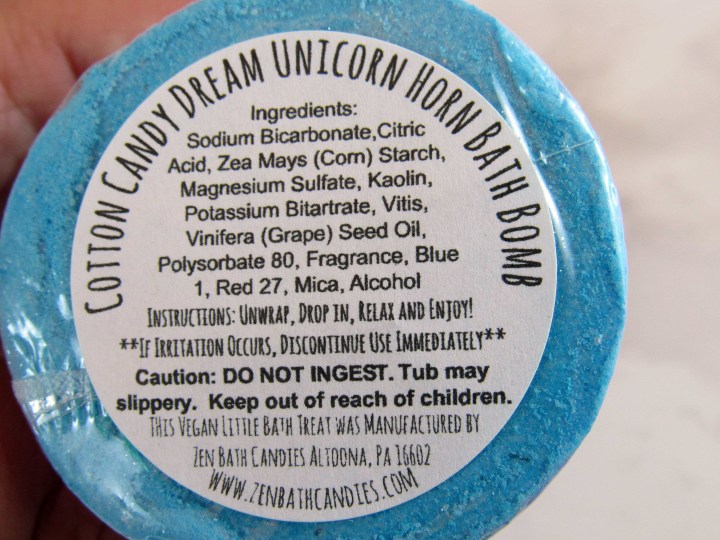 COTTON CANDY DREAM UNICORN HORN BATH BOMB
Ingredients:
Sodium Bicarbonate,Citric
Acid, Zea Mays (Corn) Starch,
Magnesium Sulfate, Kaolin,
Potassium Bitartrate, Vitis,
Vinifera (Grape) Seed Oil,
Polysorbate 80, Fragrance, Blue
1, Red 27, Mica, Alcohol
INSTRUCTIONS: UNWRAP, DROP IN, RELAX AND ENJOY!
**IF IRRITATION OCCURS, DISCONTINUE USE IMMEDIATELY**
Caution: DO NOT INGEST. Tub may
slippery. Keep out of reach of children.
THIS VEGAN LITTLE BATH TREAT WAS MANUFACTURED BY
ZEN BATH CANDIES ALTOONA, PA 16602
WWW.ZENBATHCANDIES.COM